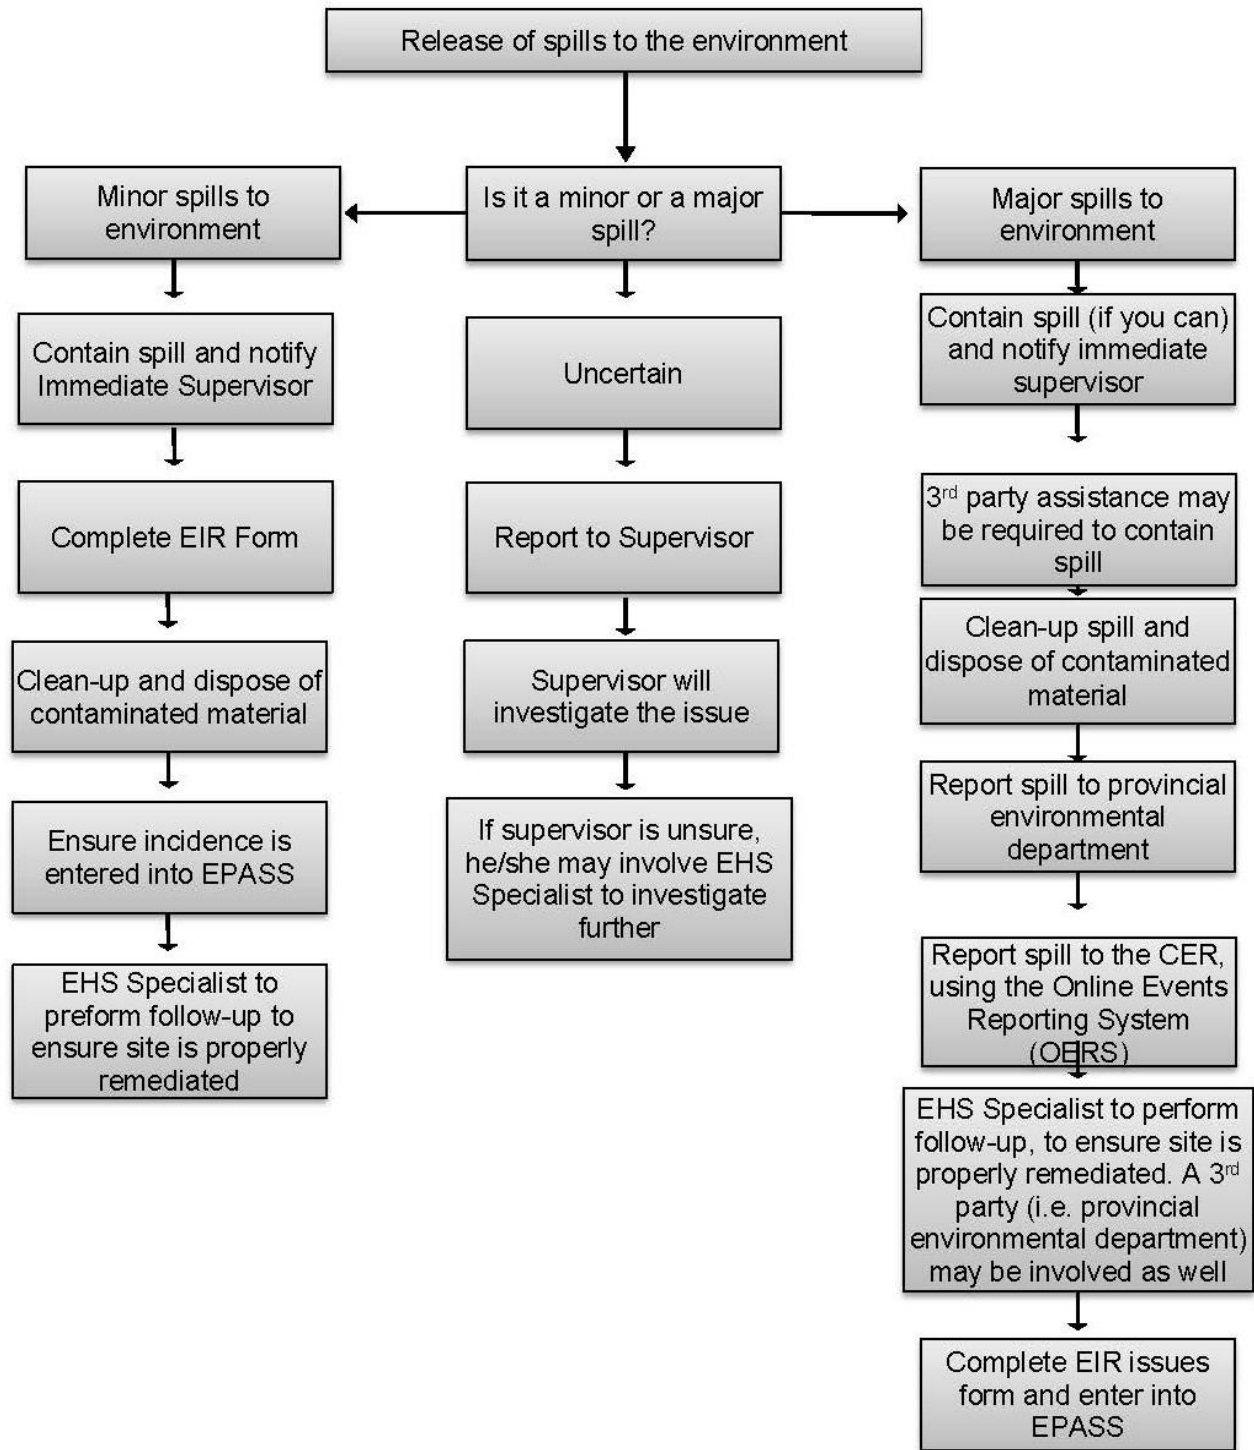 Release of spills to the environment
Is it a minor or a major
spill?
Minor spills to
environment
Contain spill and notify
Immediate Supervisor
Complete EIR Form
Clean-up and dispose of
contaminated material
Ensure incidence is
entered into EPASS
EHS Specialist to
preform follow-up to
ensure site is properly
remediated
Uncertain
Report to Supervisor
Supervisor will
investigate the issue
If supervisor is unsure,
he/she may involve EHS
Specialist to investigate
further
Major spills to
environment
Contain spill (if you can)
and notify immediate
supervisor
3rd party assistance may
be required to contain
spill
Clean-up spill and
dispose of contaminated
material
Report spill to provincial
environmental
department
Report spill to the CER,
using the Online Events
Reporting System
(OERS)
EHS Specialist to perform
follow-up, to ensure site is
properly remediated. A 3rd
party (i.e. provincial
environmental department)
may be involved as well
Complete EIR issues
form and enter into
EPASS